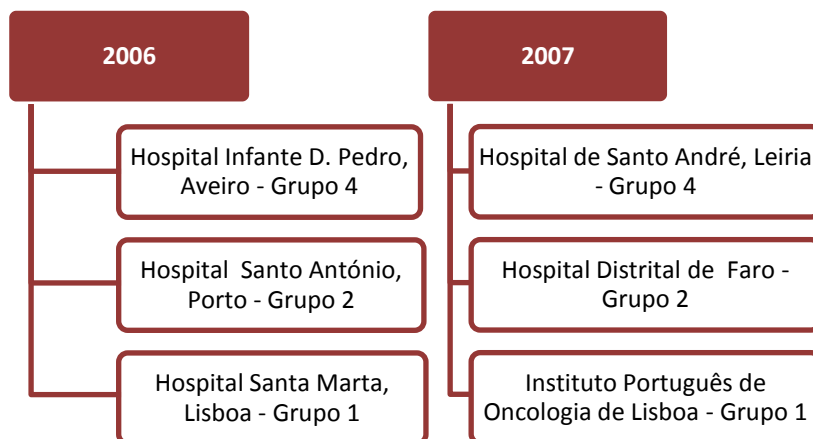 2006
Hospital Infante D. Pedro,
Aveiro - Grupo 4
Hospital Santo António,
Porto - Grupo 2
Hospital Santa Marta,
Lisboa - Grupo 1
2007
Hospital de Santo André, Leiria
- Grupo 4
Hospital Distrital de Faro -
Grupo 2
Instituto Português de
Oncologia de Lisboa - Grupo 1